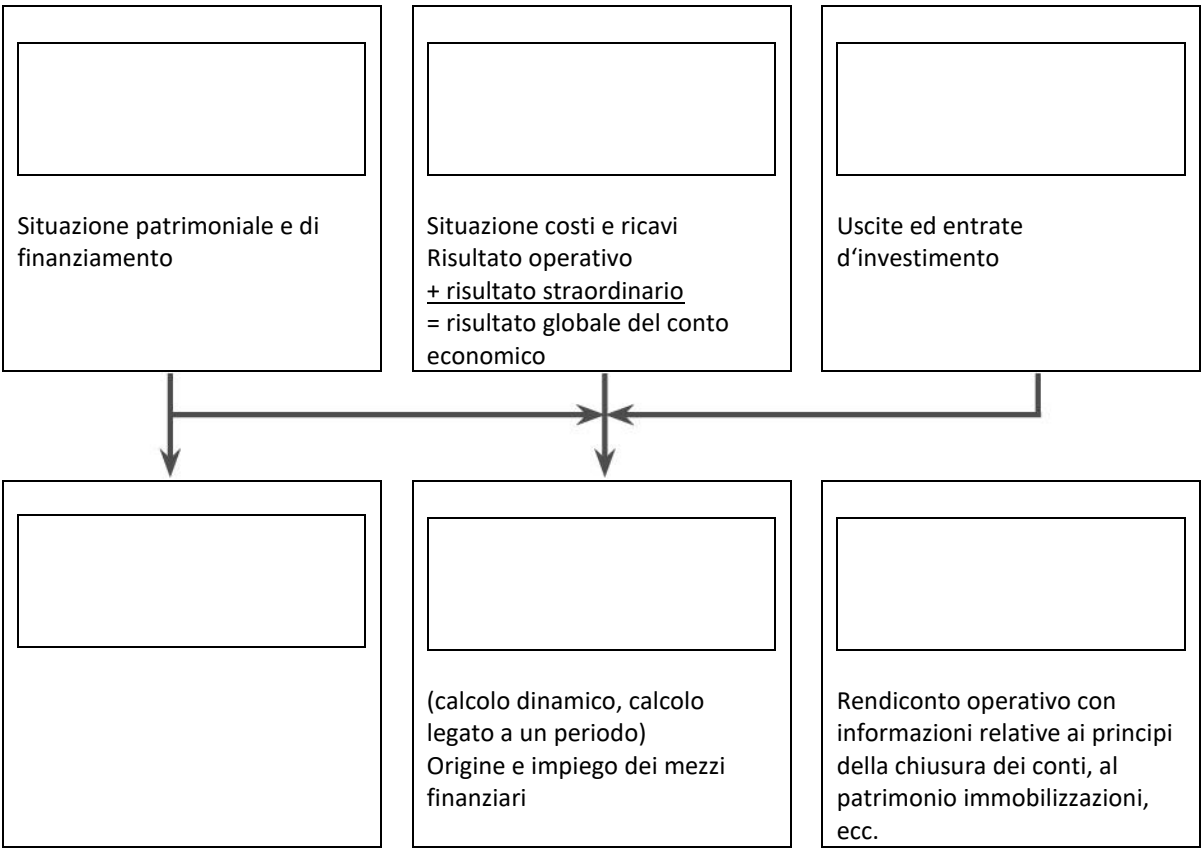 Situazione patrimoniale e di
finanziamento
Situazione costi e ricavi
Risultato operativo
+ risultato straordinario
= risultato globale del conto
economico
Uscite ed entrate
d‘investimento
(calcolo dinamico, calcolo
legato a un periodo)
Origine e impiego dei mezzi
finanziari
Rendiconto operativo con
informazioni relative ai principi
della chiusura dei conti, al
patrimonio immobilizzazioni,
ecc.